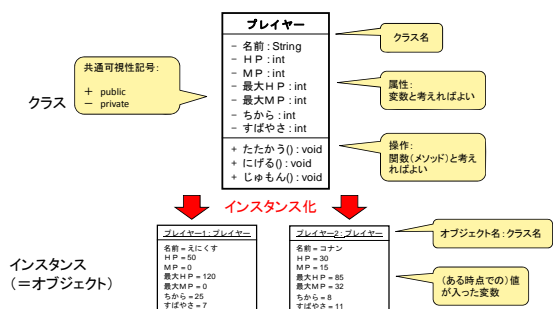 プレイヤー
- 名前 : String
- ＨＰ : int
- ＭＰ : int
- 最大ＨＰ : int
- 最大ＭＰ : int
- ちから : int
- すばやさ : int
+ たたかう() : void
+ にげる() : void
+ じゅもん() : void
クラス名
共通可視性記号:
＋ public
－ private
クラス
属性:
変数と考えればよい
操作:
関数（メソッド）と考え
ればよい
インスタンス化
プレイヤー1 : プレイヤー
名前 = えにくす
ＨＰ = 50
ＭＰ = 0
最大ＨＰ = 120
最大ＭＰ = 0
ちから = 25
すばやさ = 7
プレイヤー2 : プレイヤー
名前 = コナン
ＨＰ = 30
ＭＰ = 15
最大ＨＰ = 85
最大ＭＰ = 32
ちから = 8
すばやさ = 11
オブジェクト名 : クラス名
インスタンス
（＝オブジェクト）
（ある時点での）値
が入った変数